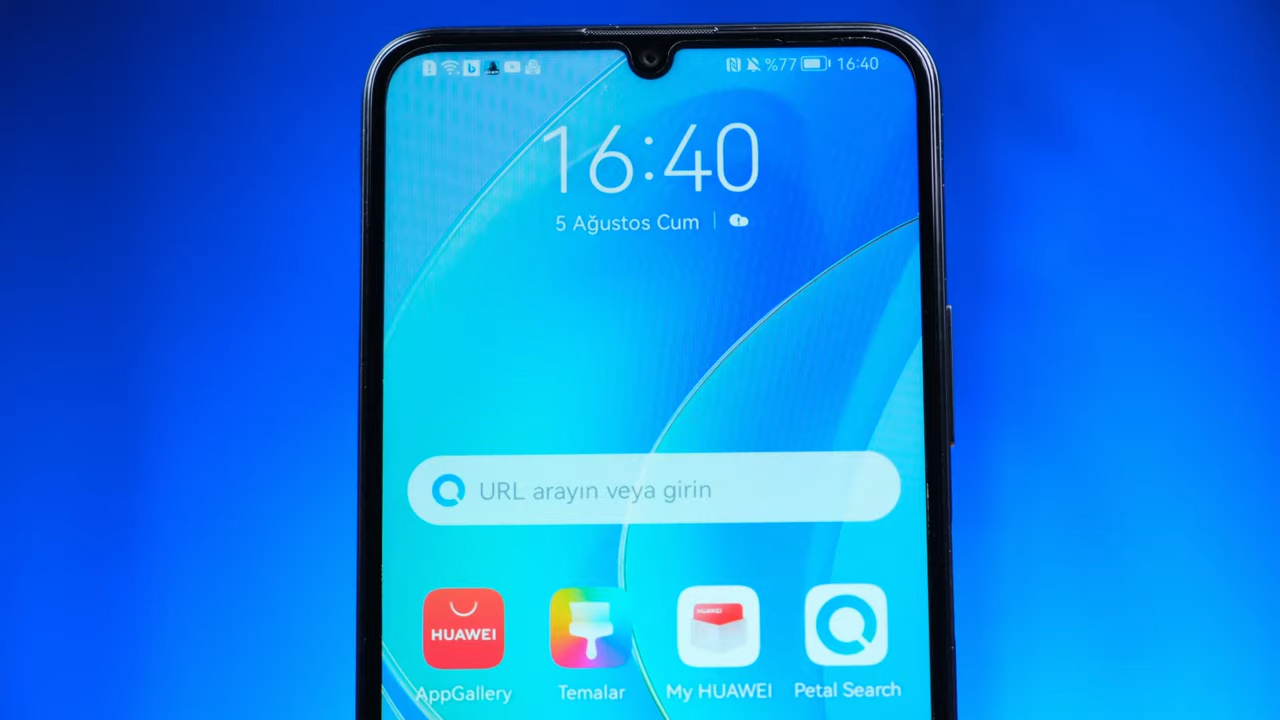 %77 16:40
16:40
5 Ağustos Cum
URL arayın veya girin
HUAWEI
HUAWEI
AppGallery Temalar My HUAWEI Petal Search